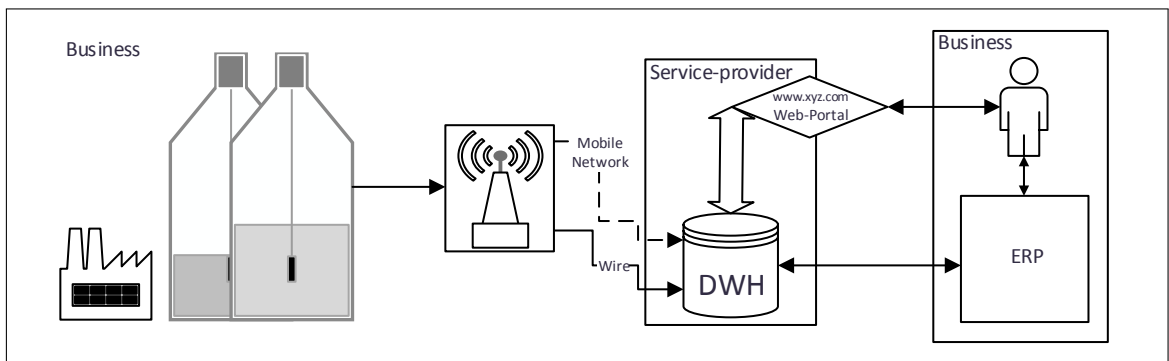 Business
Service-provider
www.xyz.com
Web-Portal
Business
Mobile
Network
Wire
DWH
ERP